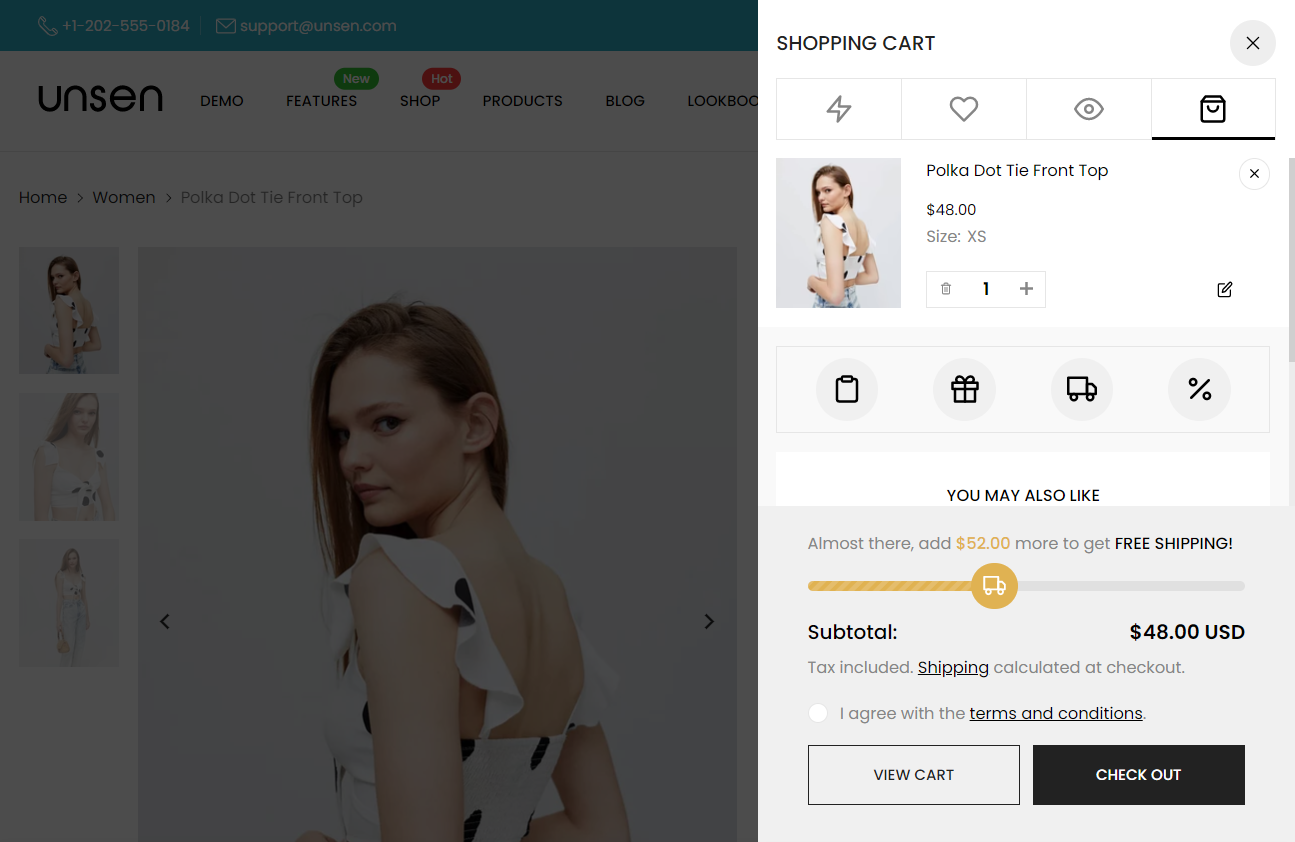 +1-202-555-0184
support@unsen.com
unsen
DEMO
FEATURES
New
SHOP
Hot
PRODUCTS
BLOG
LOOKBOO
Home > Women > Polka Dot Tie Front Top
SHOPPING CART
Polka Dot Tie Front Top
$48.00
Size: XS
1
YOU MAY ALSO LIKE
Almost there, add $52.00 more to get FREE SHIPPING!
Subtotal: $48.00 USD
Tax included. Shipping calculated at checkout.
I agree with the terms and conditions.
VIEW CART
CHECK OUT